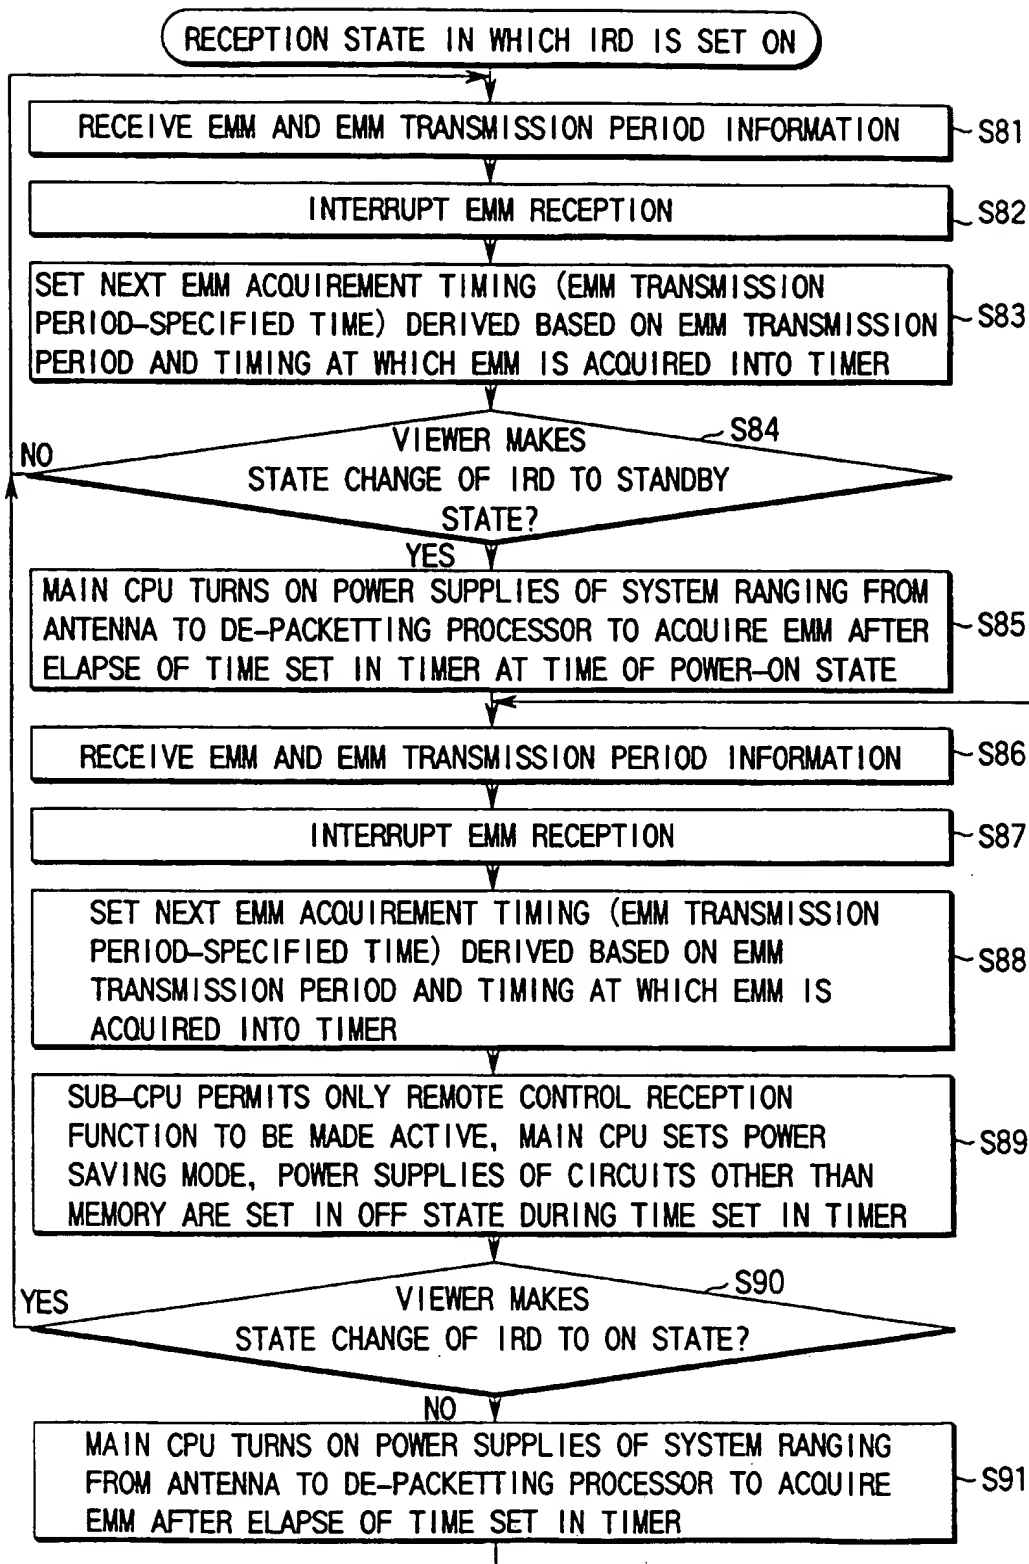 RECEPTION STATE IN WHICH IRD IS SET ON
RECEIVE EMM AND EMM TRANSMISSION PERIOD INFORMATION
S81
INTERRUPT EMM RECEPTION
S82
SET NEXT EMM ACQUIREMENT TIMING (EMM TRANSMISSION
PERIOD-SPECIFIED TIME) DERIVED BASED ON EMM TRANSMISSION
PERIOD AND TIMING AT WHICH EMM IS ACQUIRED INTO TIMER
S83
VIEWER MAKES
STATE CHANGE OF IRD TO STANDBY
STATE?
S84
NO
YES
MAIN CPU TURNS ON POWER SUPPLIES OF SYSTEM RANGING FROM
ANTENNA TO DE-PACKETTING PROCESSOR TO ACQUIRE EMM AFTER
ELAPSE OF TIME SET IN TIMER AT TIME OF POWER-ON STATE
S85
RECEIVE EMM AND EMM TRANSMISSION PERIOD INFORMATION
S86
INTERRUPT EMM RECEPTION
S87
SET NEXT EMM ACQUIREMENT TIMING (EMM TRANSMISSION
PERIOD-SPECIFIED TIME) DERIVED BASED ON EMM
TRANSMISSION PERIOD AND TIMING AT WHICH EMM IS
ACQUIRED INTO TIMER
S88
SUB-CPU PERMITS ONLY REMOTE CONTROL RECEPTION
FUNCTION TO BE MADE ACTIVE, MAIN CPU SETS POWER
SAVING MODE, POWER SUPPLIES OF CIRCUITS OTHER THAN
MEMORY ARE SET IN OFF STATE DURING TIME SET IN TIMER
S89
VIEWER MAKES
STATE CHANGE OF IRD TO ON STATE?
S90
YES
NO
MAIN CPU TURNS ON POWER SUPPLIES OF SYSTEM RANGING
FROM ANTENNA TO DE-PACKETTING PROCESSOR TO ACQUIRE
EMM AFTER ELAPSE OF TIME SET IN TIMER
S91